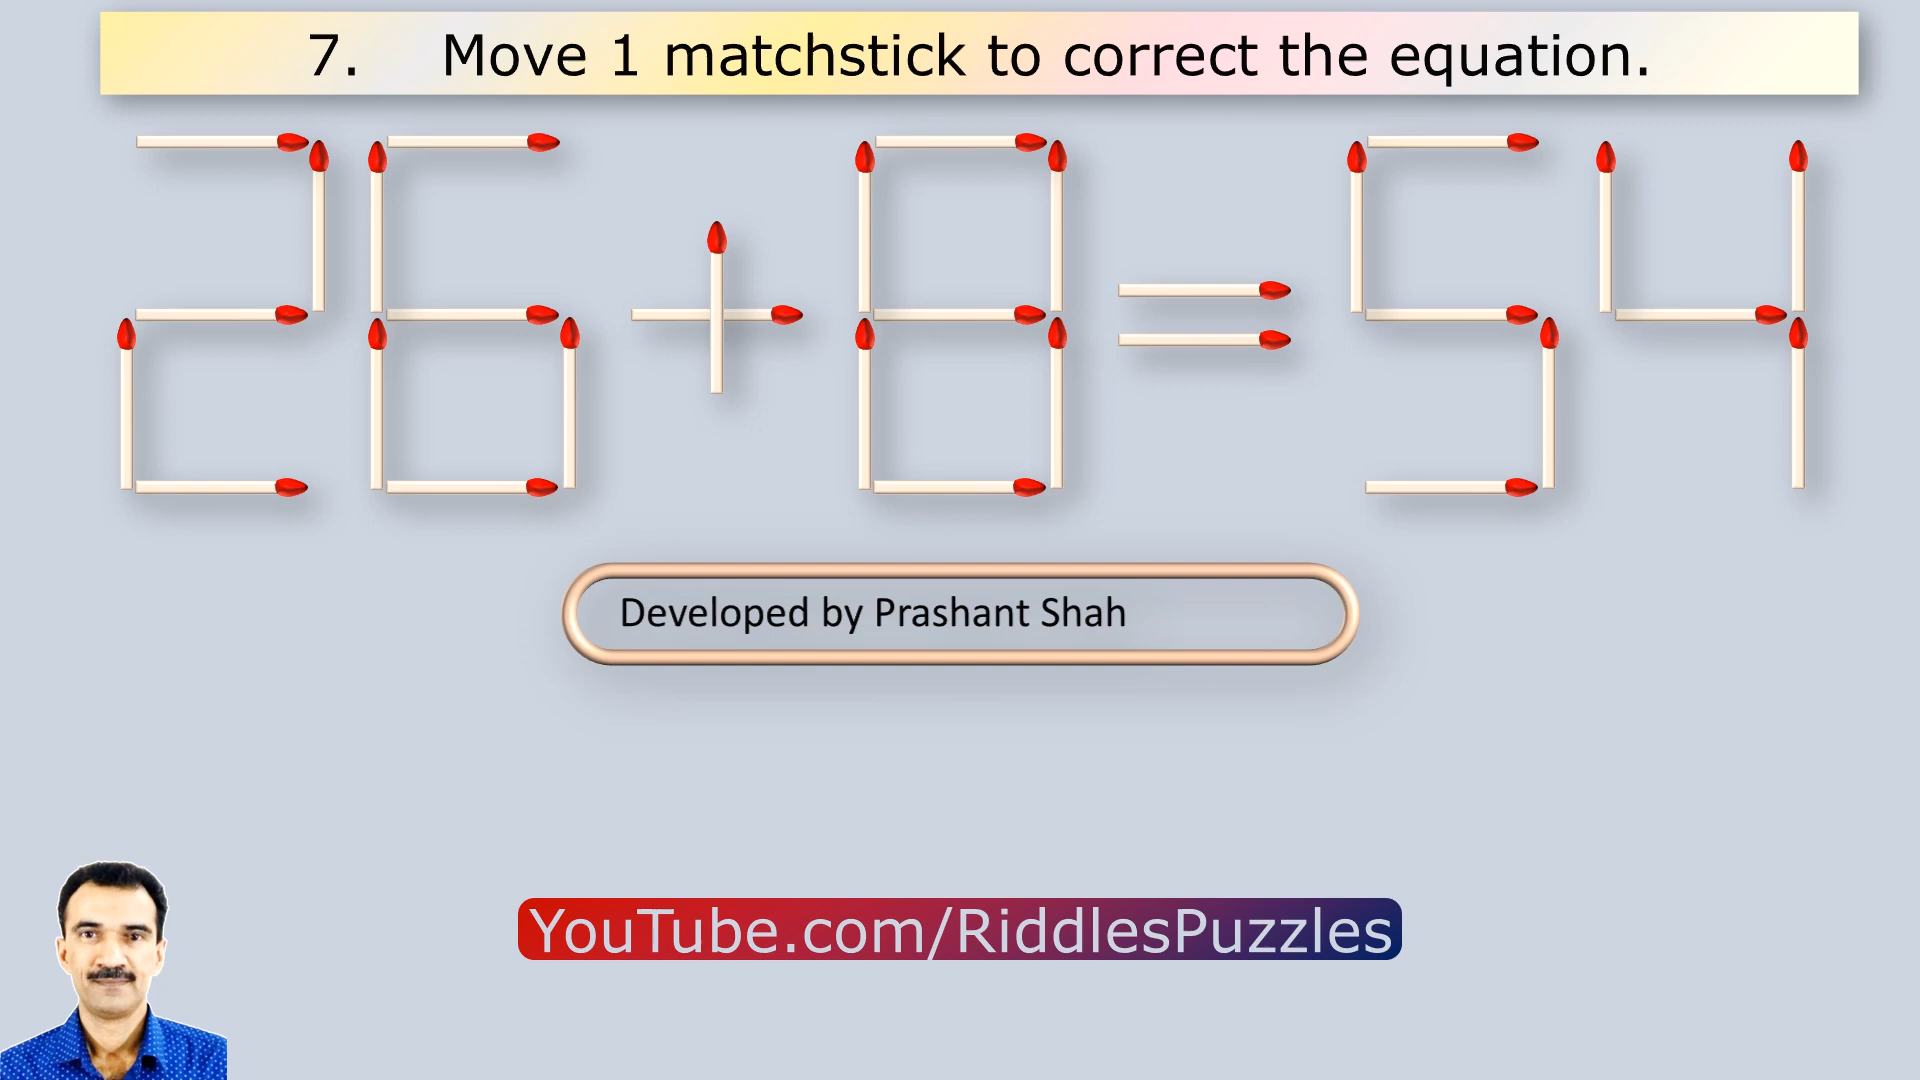 7. Move 1 matchstick to correct the equation.
26+8=54
Developed by Prashant Shah
YouTube.com/RiddlesPuzzles